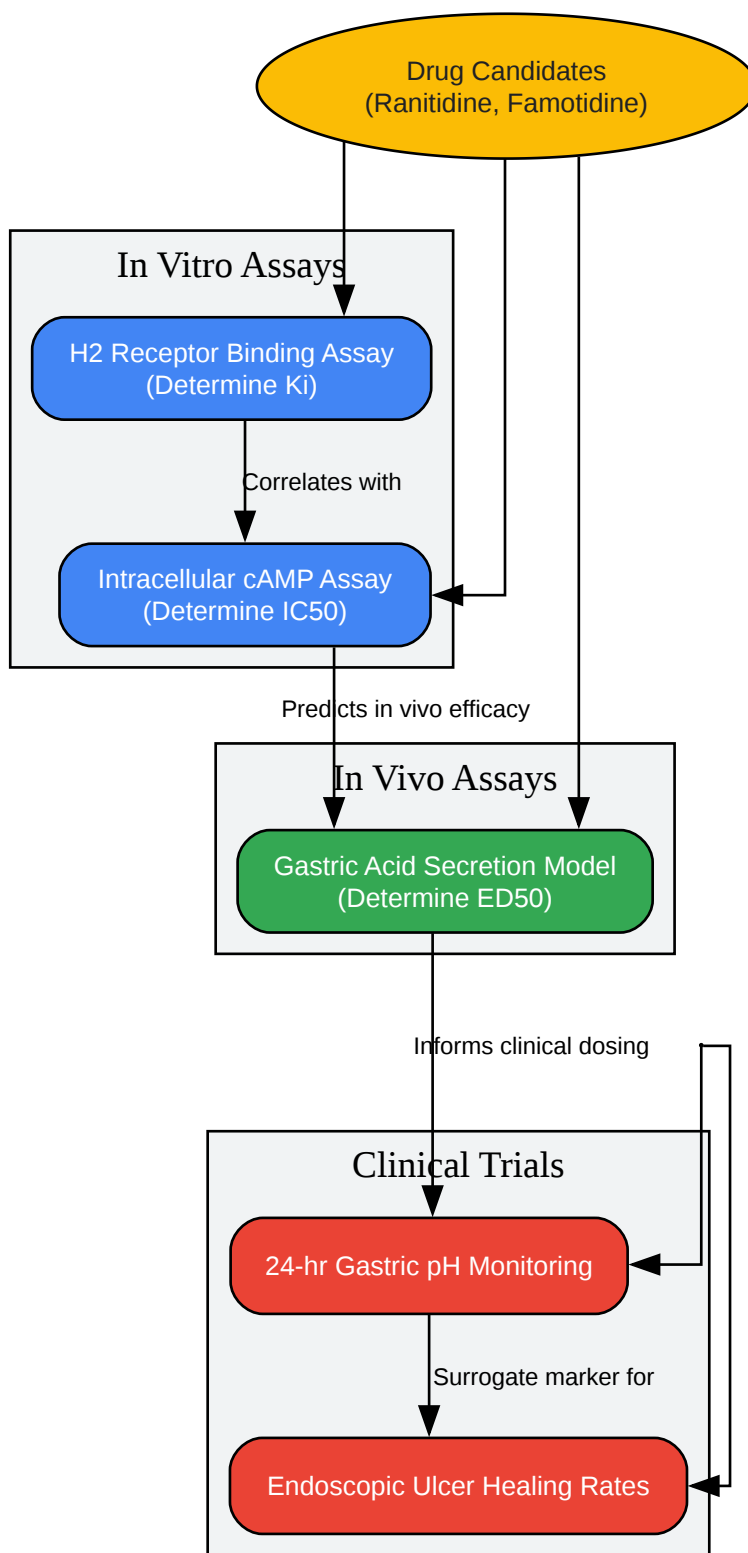 Drug Candidates
(Ranitidine, Famotidine)
In Vitro Assays
H2 Receptor Binding Assay
(Determine Ki)
Correlates with
Intracellular cAMP Assay
(Determine IC50)
Predicts in vivo efficacy
In Vivo Assays
Gastric Acid Secretion Model
(Determine ED50)
Informs clinical dosing
Clinical Trials
24-hr Gastric pH Monitoring
Surrogate marker for
Endoscopic Ulcer Healing Rates